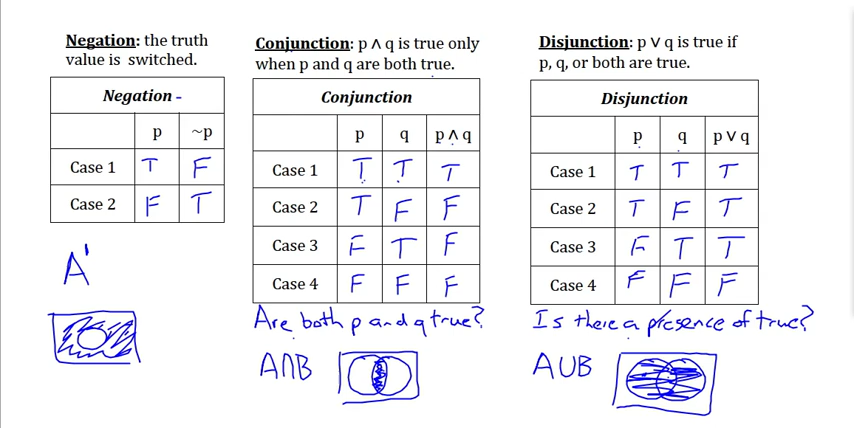 Negation: the truth
value is switched.
Negation -
p ~p
Case 1 T F
Case 2 F T
A'
Conjunction: p ∧ q is true only
when p and q are both true.
Conjunction
p q p ∧ q
Case 1 T T T
Case 2 T F F
Case 3 F T F
Case 4 F F F
Are both p and q true?
A∩B
Disjunction: p ∨ q is true if
p, q, or both are true.
Disjunction
p q p ∨ q
Case 1 T T T
Case 2 T F T
Case 3 F T T
Case 4 F F F
Is there a presence of true?
A∪B